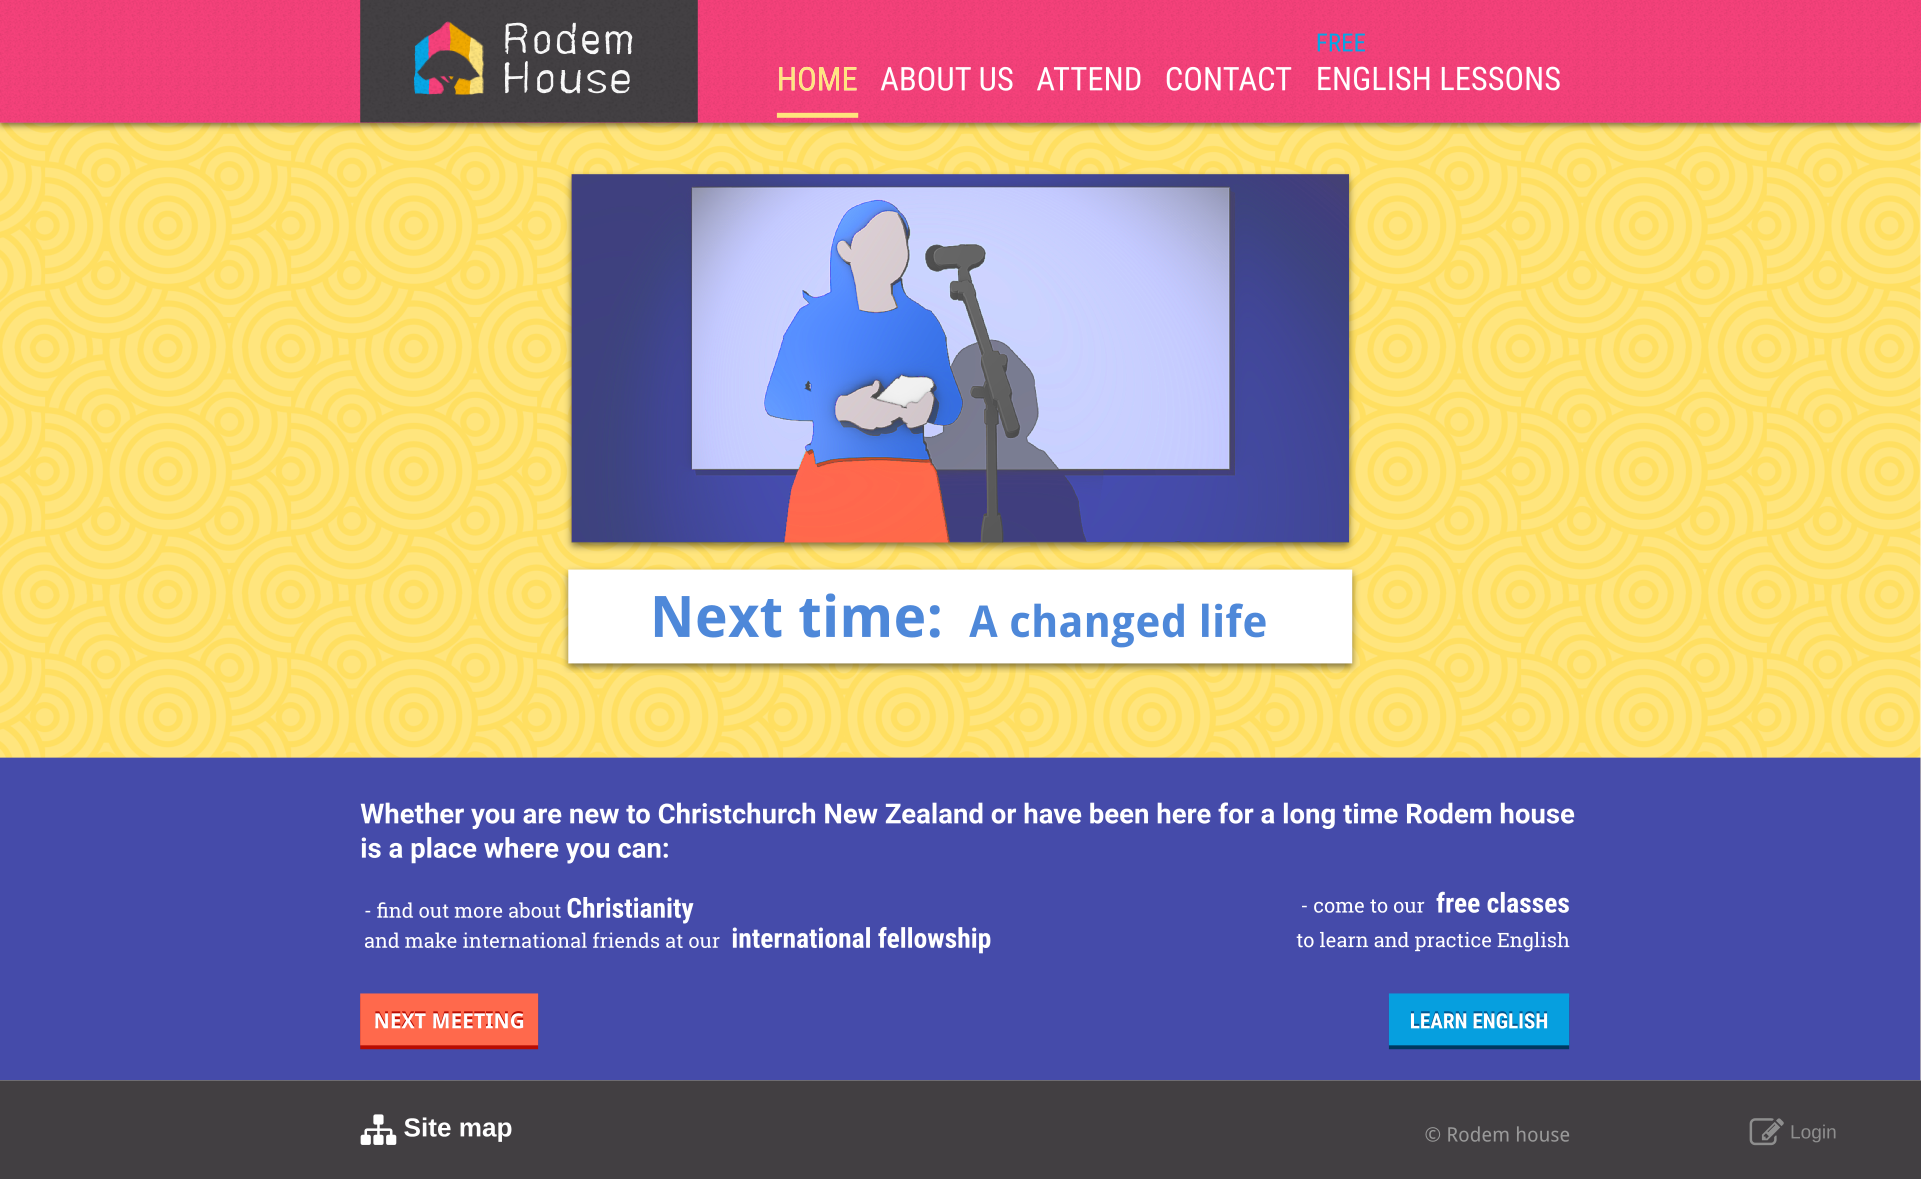 Rodem
House
FREE
HOME ABOUT US ATTEND CONTACT ENGLISH LESSONS
Next time: A changed life
Whether you are new to Christchurch New Zealand or have been here for a long time Rodem house
is a place where you can:
- find out more about Christianity
and make international friends at our international fellowship
- come to our free classes
to learn and practice English
NEXT MEETING
LEARN ENGLISH
Site map
© Rodem house
Login